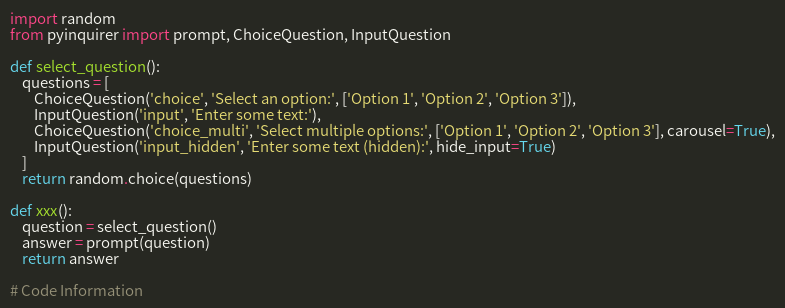 import random
from pyinquirer import prompt, ChoiceQuestion, InputQuestion

def select_question():
    questions = [
        ChoiceQuestion('choice', 'Select an option:', ['Option 1', 'Option 2', 'Option 3']),
        InputQuestion('input', 'Enter some text:'),
        ChoiceQuestion('choice_multi', 'Select multiple options:', ['Option 1', 'Option 2', 'Option 3'], carousel=True),
        InputQuestion('input_hidden', 'Enter some text (hidden):', hide_input=True)
    ]
    return random.choice(questions)

def xxx():
    question = select_question()
    answer = prompt(question)
    return answer

# Code Information